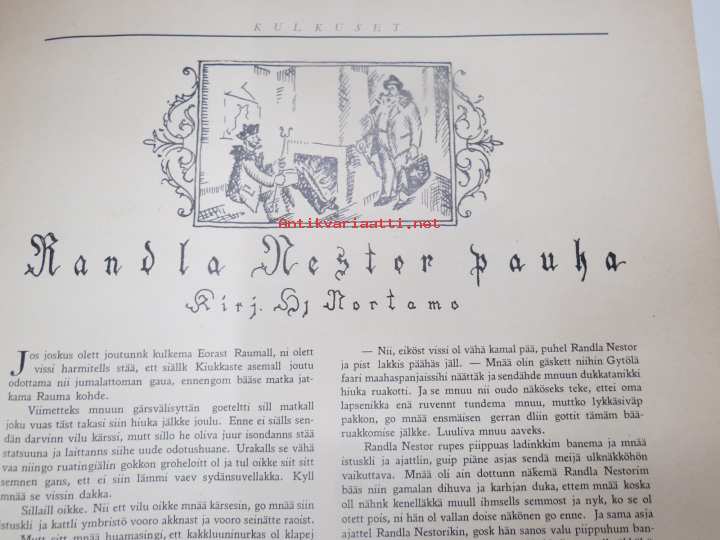 KULKUSET
Antikvariaatti.net
Randla Nestor pauha
Kirj. Hj Nortamo
Jos joskus olett joutunnk kulkema Eorast Raumall, ni olett
vissi harmitells stää, ett siällk Kiukkaste asemall joutu
odottama nii jumalattoman gaua, ennengom bääse matka jat-
kama Rauma kohde.
Viimetteks mnuun gärsvälisyttän goeteltti sill matkall
joku vuas täst takasi siin hiuka jälkke joulu. Enne ei siälls sen-
dän darvinn vilu kärssi, mutt sillo he oliva juur isondanns stää
statsuuna ja laittanns siihe uude odotushuane. Urakalls se vähä
vaa niingo ruatingiälin gokkon groheloitt ol ja tul oikke siit sitt
semnen gans, ett ei siin lämmi vaev sydänsuvellakka. Kyll
mnää se vissin dakka.
Sillaill oikke. Nii ett vilu oikke mnää kärsesin, go mnää siin
istuskli ja kattli ymbristö vooro akknast ja vooro seinätte raoist.
Mutt sitt mnää huamasingi, ett kakkluuninurkas ol klapej
— Nii, eiköst vissi ol vähä kamal pää, puhel Randla Nestor
ja pist lakkis päähäs jäll. — Mnää olin gäskett niihin Gytölä
faari maahaspanjaissihi näättäk ja sendähde mnuun dukkatanikki
hiuka ruakotti. Ja se mnuu nii oudo näköseks teke, ettei oma
lapsenikka enä ruvennt tundema mnuu, muttko lykkäsiväp
pakkon, go mnää ensmäisen gerran dliin gottit tämäm bää-
ruaakkomise jälkke. Luuliva mnuu aaveks.
Randla Nestor rupes piippuas ladinkkim banema ja mnää
istuskli ja ajattlin, guip piäne asjas sendä meijä ulknäkköhön
vaikuttava. Mnää oli ain dottunn näkemä Randla Nestorim
bääs niin gamalan dihuva ja karhjan duka, ettem mnää koska
oll nähnk kenelläkkä muull ihmsells semmost ja nyk, ko se ol
otett pois, ni hän ol vallan doise näkönen go enne. Ja sama asja
ajattel Randla Nestorikin, gosk hän sanos valu piippuhum ban-